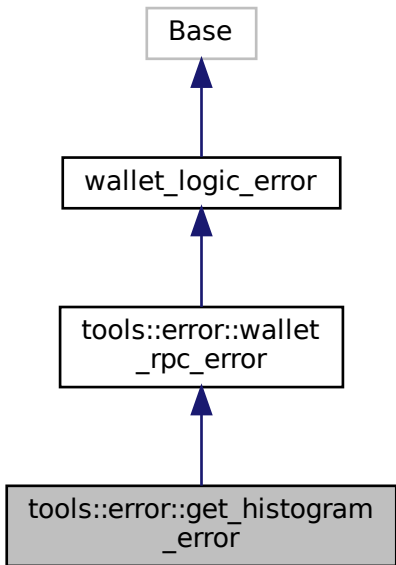 Base
wallet_logic_error
tools::error::wallet
_rpc_error
tools::error::get_histogram
_error